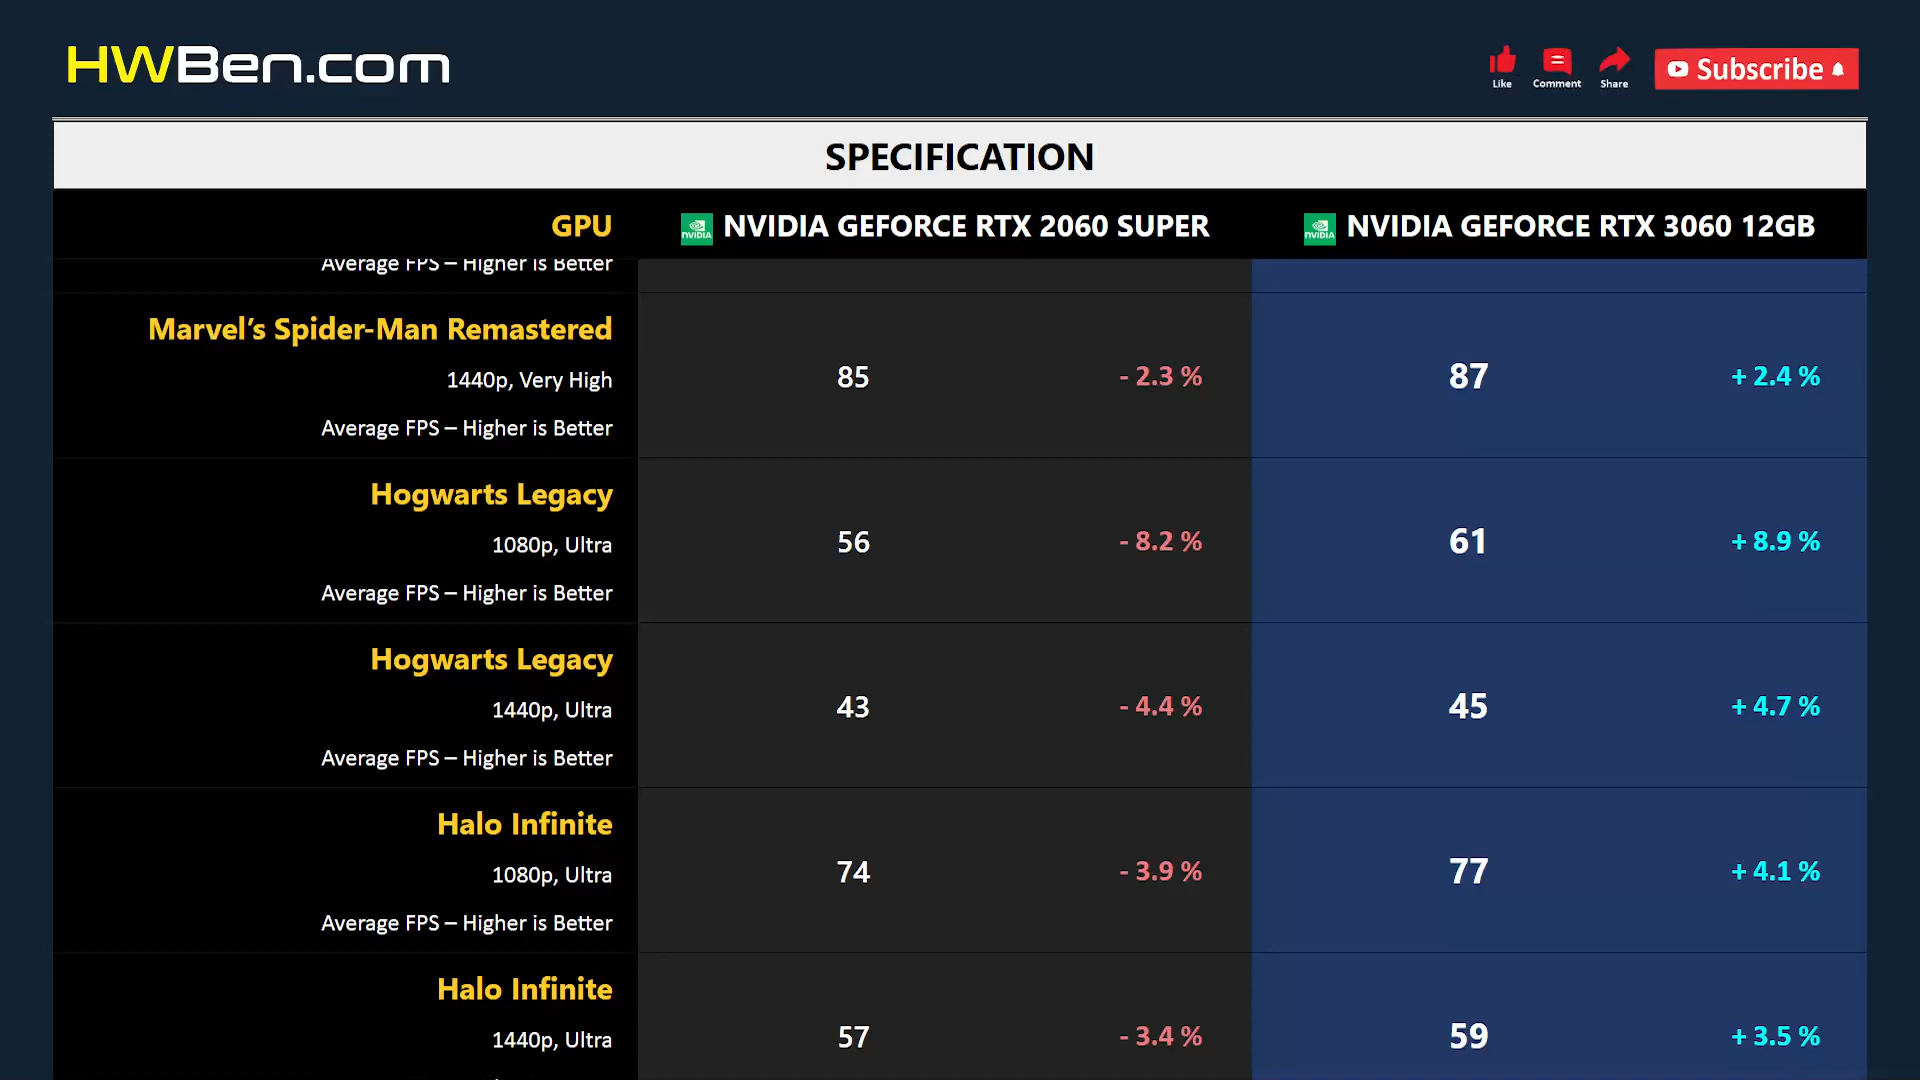 HWBen.com
Like
Comment
Share
Subscribe
SPECIFICATION
GPU
NVIDIA NVIDIA GEFORCE RTX 2060 SUPER
NVIDIA NVIDIA GEFORCE RTX 3060 12GB
Average FPS – Higher is Better
Marvel’s Spider-Man Remastered
1440p, Very High
Average FPS – Higher is Better
85
- 2.3 %
87
+ 2.4 %
Hogwarts Legacy
1080p, Ultra
Average FPS – Higher is Better
56
- 8.2 %
61
+ 8.9 %
Hogwarts Legacy
1440p, Ultra
Average FPS – Higher is Better
43
- 4.4 %
45
+ 4.7 %
Halo Infinite
1080p, Ultra
Average FPS – Higher is Better
74
- 3.9 %
77
+ 4.1 %
Halo Infinite
1440p, Ultra
57
- 3.4 %
59
+ 3.5 %